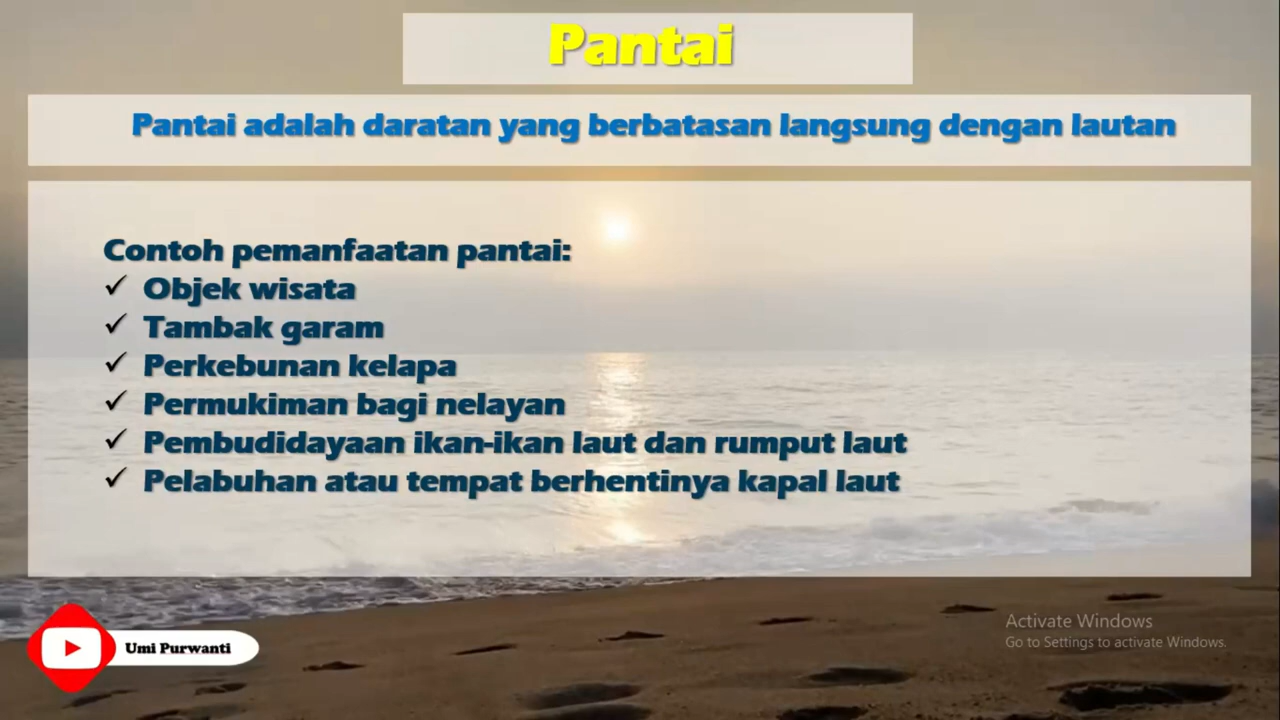 Pantai
Pantai adalah daratan yang berbatasan langsung dengan lautan
Contoh pemanfaatan pantai:
✓ Objek wisata
✓ Tambak garam
✓ Perkebunan kelapa
✓ Permukiman bagi nelayan
✓ Pembudidayaan ikan-ikan laut dan rumput laut
✓ Pelabuhan atau tempat berhentinya kapal laut
Activate Windows
Go to Settings to activate Windows.
Umi Purwanti